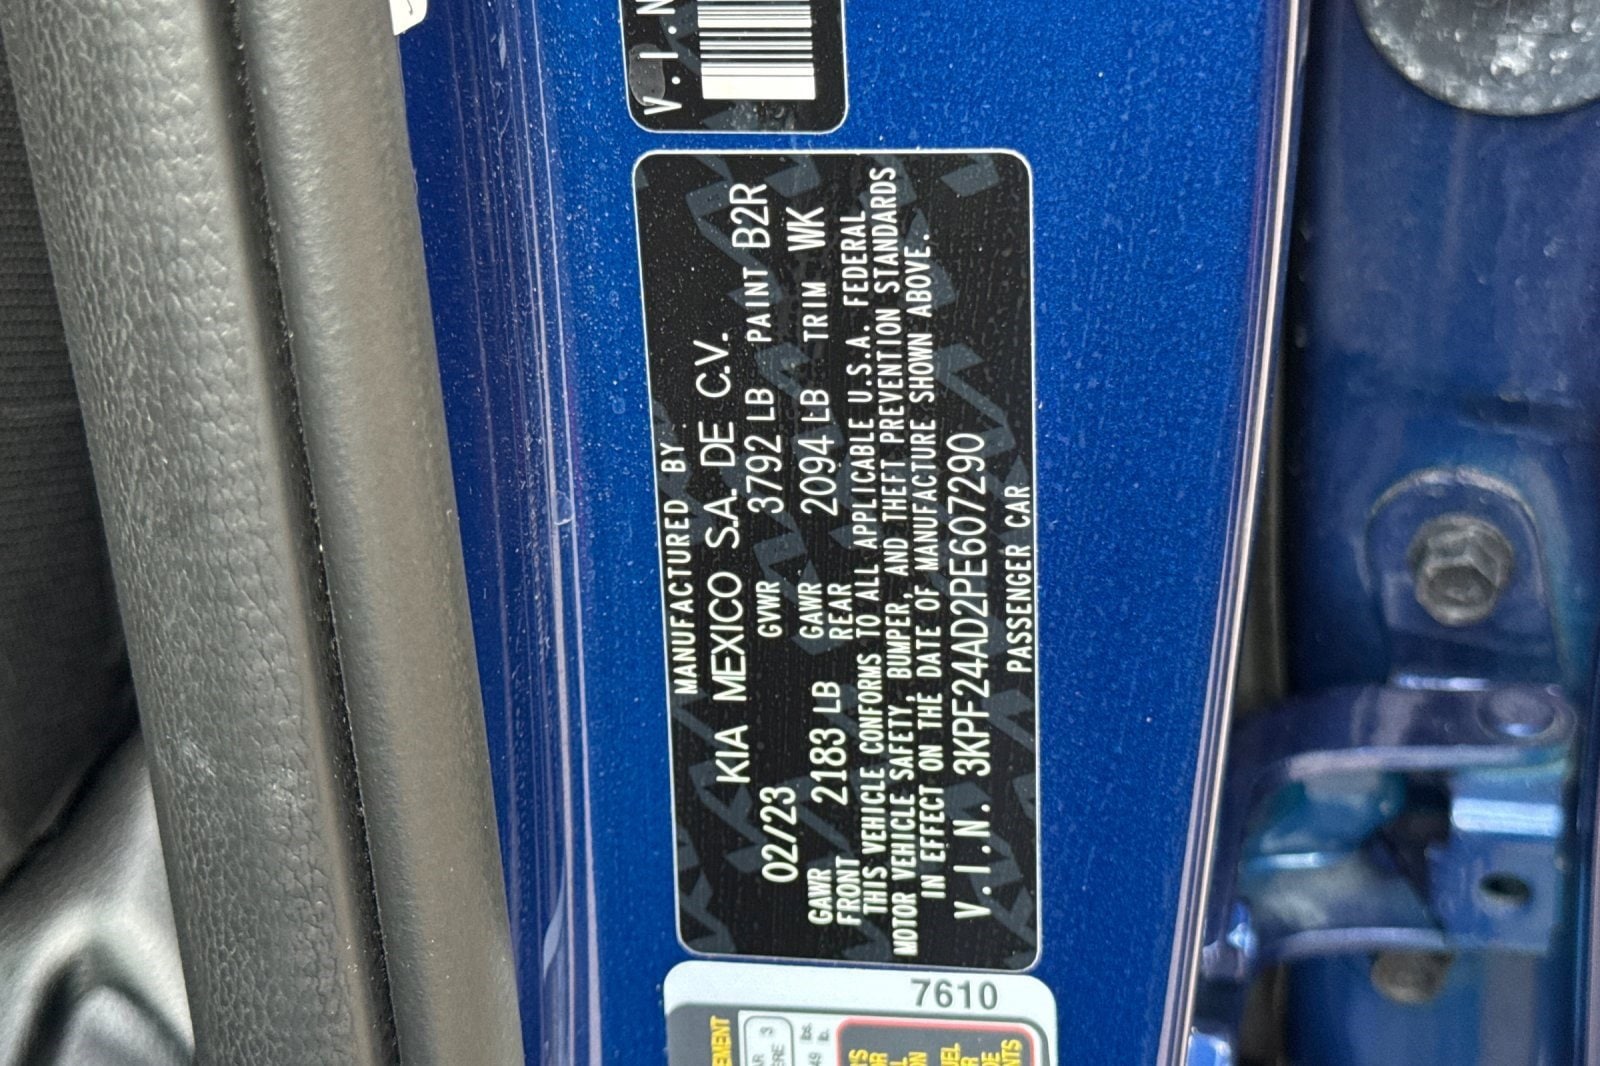 MANUFACTURED BY
KIA MEXICO S.A. DE C.V.
02/23 GVWR 3792 LB PAINT B2R
GAWR FRONT 2183 LB GAWR REAR 2094 LB TRIM WK
THIS VEHICLE CONFORMS TO ALL APPLICABLE U.S.A. FEDERAL
MOTOR VEHICLE SAFETY, BUMPER, AND THEFT PREVENTION STANDARDS
IN EFFECT ON THE DATE OF MANUFACTURE SHOWN ABOVE.
V.I.N. 3KPF24AD2PE607290
PASSENGER CAR
V.I.N
7610